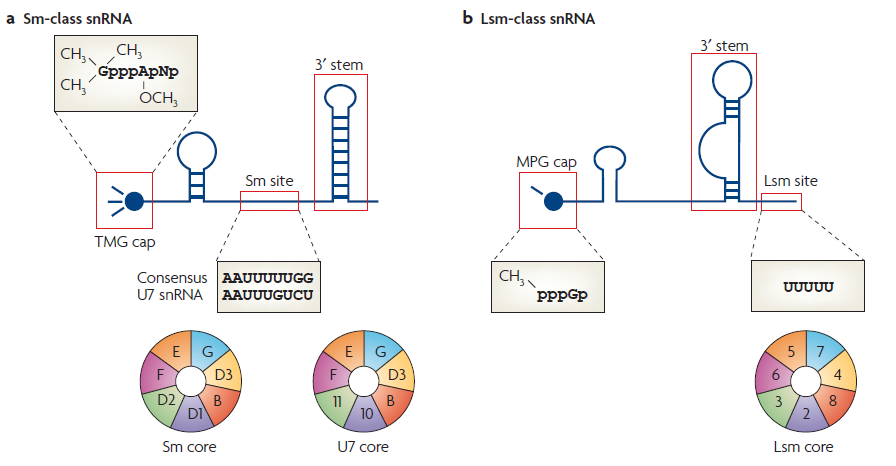 a Sm-class snRNA
CH3 CH3
GpppApNp
CH3
OCH3
3′ stem
Sm site
TMG cap
Consensus AAUUUUUGG
U7 snRNA AAUUUGUCU
E G
F D3
D2 B
D1
Sm core
E G
F D3
11 B
10
U7 core
b Lsm-class snRNA
3′ stem
MPG cap
Lsm site
CH3
pppGp
UUUUU
5 7
6 4
3 8
2
Lsm core